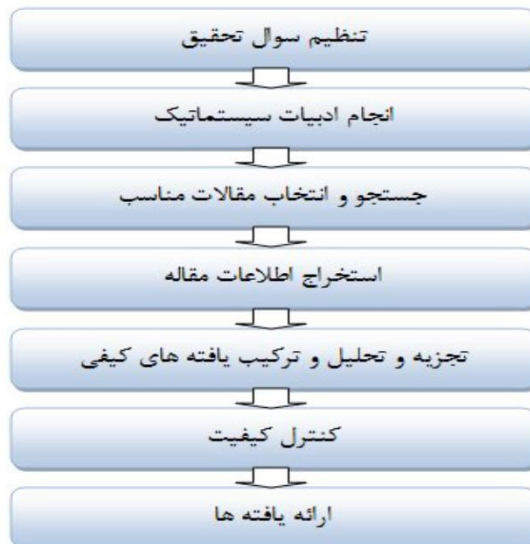 تنظیم سوال تحقیق
انجام ادبیات سیستماتیک
جستجو و انتخاب مقالات مناسب
استخراج اطلاعات مقاله
تجزیه و تحلیل و ترکیب یافته های کیفی
کنترل کیفیت
ارائه یافته ها